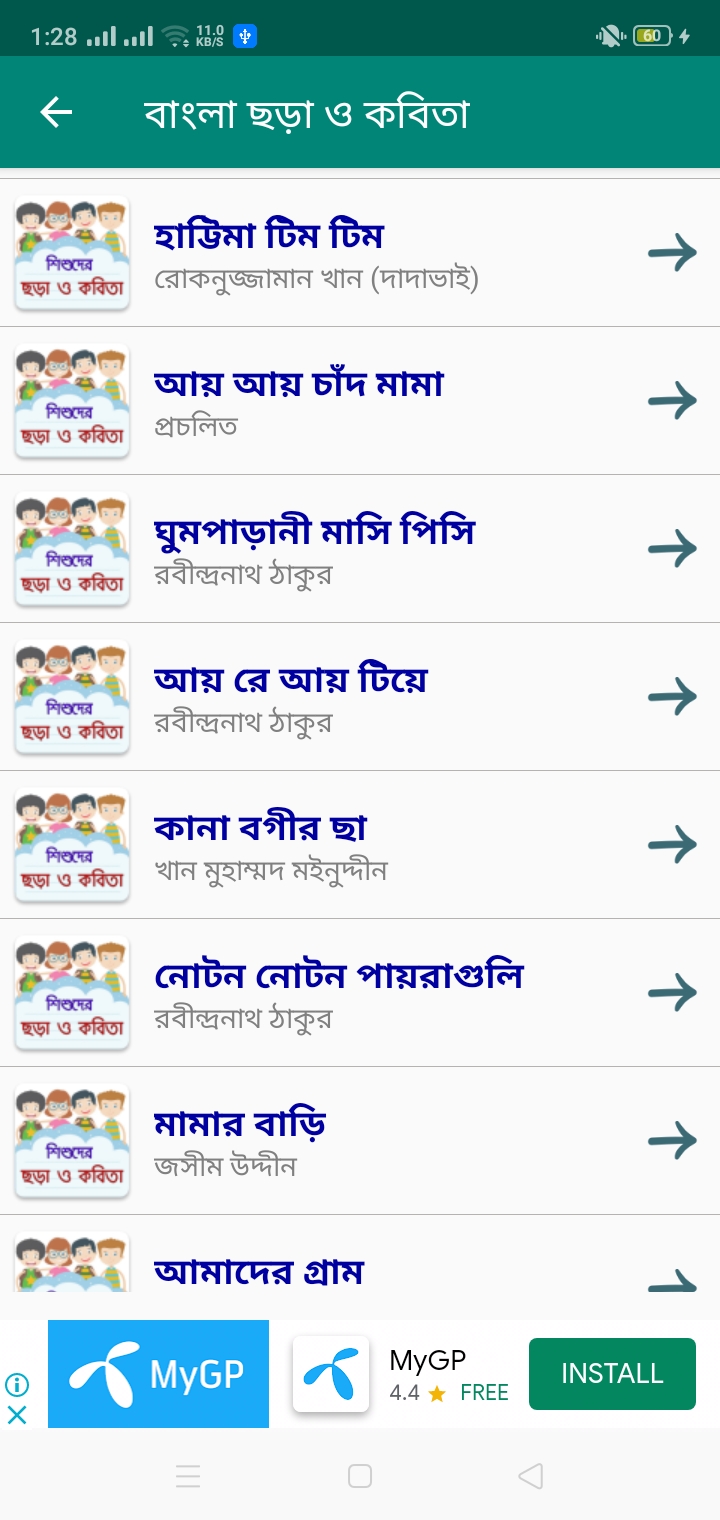 1:28 11.0 KB/S 60
বাংলা ছড়া ও কবিতা
শিশুদের
ছড়া ও কবিতা
হাট্টিমা টিম টিম
রোকনুজ্জামান খান (দাদাভাই)
শিশুদের
ছড়া ও কবিতা
আয় আয় চাঁদ মামা
প্রচলিত
শিশুদের
ছড়া ও কবিতা
ঘুমপাড়ানী মাসি পিসি
রবীন্দ্রনাথ ঠাকুর
শিশুদের
ছড়া ও কবিতা
আয় রে আয় টিয়ে
রবীন্দ্রনাথ ঠাকুর
শিশুদের
ছড়া ও কবিতা
কানা বগীর ছা
খান মুহাম্মদ মইনুদ্দীন
শিশুদের
ছড়া ও কবিতা
নোটন নোটন পায়রাগুলি
রবীন্দ্রনাথ ঠাকুর
শিশুদের
ছড়া ও কবিতা
মামার বাড়ি
জসীম উদ্দীন
আমাদের গ্রাম
MyGP
MyGP
4.4 FREE
INSTALL